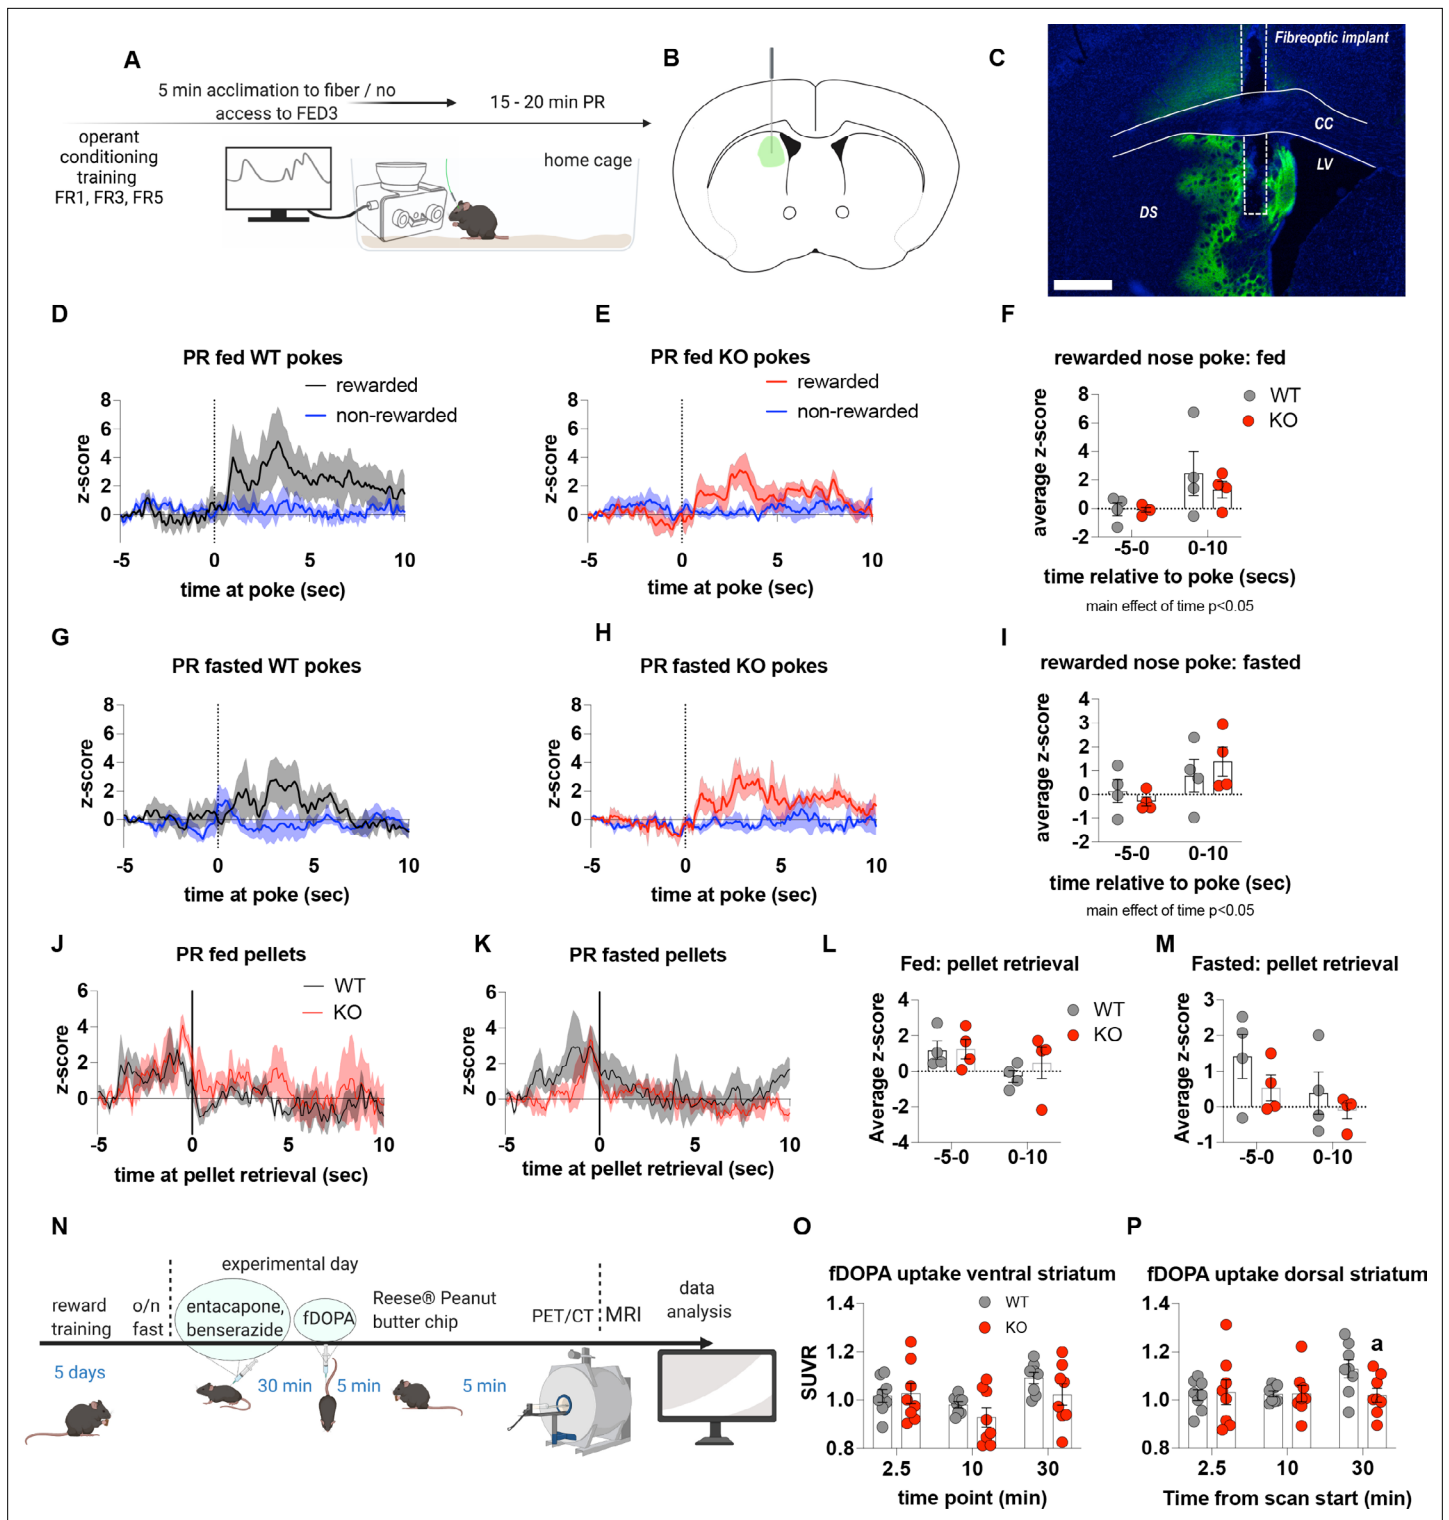 A
5 min acclimation to fiber / no
access to FED3
15 - 20 min PR
operant
conditioning
training
FR1, FR3, FR5
home cage
B
C
Fibreoptic implant
CC
LV
DS
D
PR fed WT pokes
rewarded
non-rewarded
z-score
8
6
4
2
0
-5
0
5
10
time at poke (sec)
E
PR fed KO pokes
rewarded
non-rewarded
z-score
8
6
4
2
0
-5
0
5
10
time at poke (sec)
F
rewarded nose poke: fed
WT
KO
average z-score
8
6
4
2
0
-2
-5-0
0-10
time relative to poke (secs)
main effect of time p<0.05
G
PR fasted WT pokes
z-score
8
6
4
2
0
-5
0
5
10
time at poke (sec)
H
PR fasted KO pokes
z-score
8
6
4
2
0
-5
0
5
10
time at poke (sec)
I
rewarded nose poke: fasted
average z-score
4
3
2
1
0
-1
-2
-5-0
0-10
time relative to poke (sec)
main effect of time p<0.05
J
PR fed pellets
WT
KO
z-score
6
4
2
0
-5
0
5
10
time at pellet retrieval (sec)
K
PR fasted pellets
z-score
6
4
2
0
-5
0
5
10
time at pellet retrieval (sec)
L
Fed: pellet retrieval
WT
KO
Average z-score
4
2
0
-2
-4
-5-0
0-10
M
Fasted: pellet retrieval
Average z-score
3
2
1
0
-1
-5-0
0-10
N
experimental day
reward
training
o/n
fast
entacapone,
benserazide
fDOPA
Reese® Peanut
butter chip
PET/CT
MRI
data
analysis
5 days
30 min
5 min
5 min
O
fDOPA uptake ventral striatum
WT
KO
SUVR
1.4
1.2
1.0
0.8
2.5
10
30
time point (min)
P
fDOPA uptake dorsal striatum
a
1.4
1.2
1.0
0.8
2.5
10
30
Time from scan start (min)